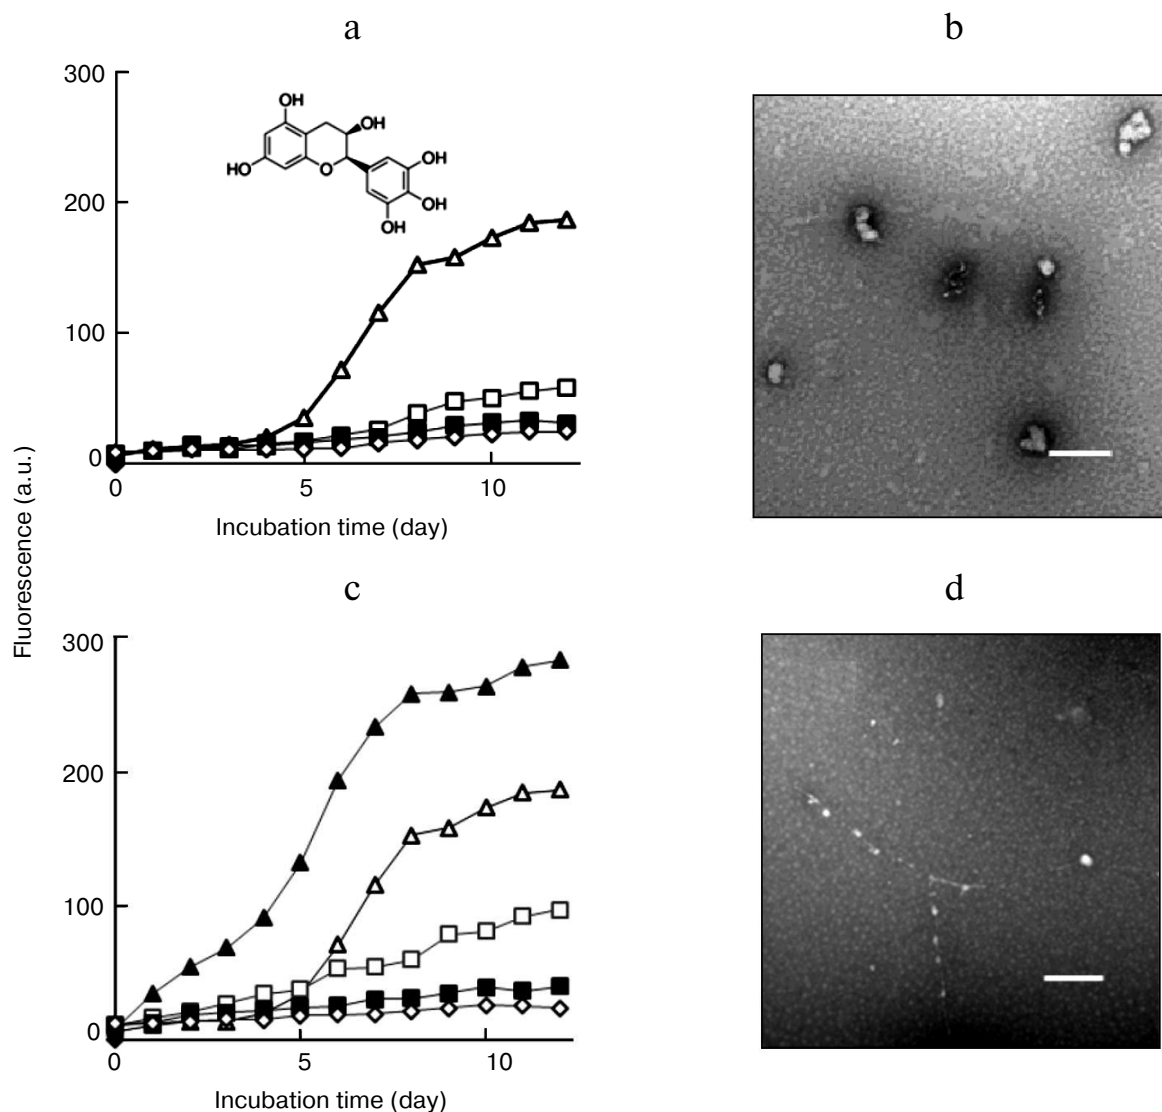 a
b
300
200
100
0
0
5
10
Incubation time (day)
OH
OH
HO
O
OH
OH
OH
Fluorescence (a.u.)
c
d
300
200
100
0
0
5
10
Incubation time (day)